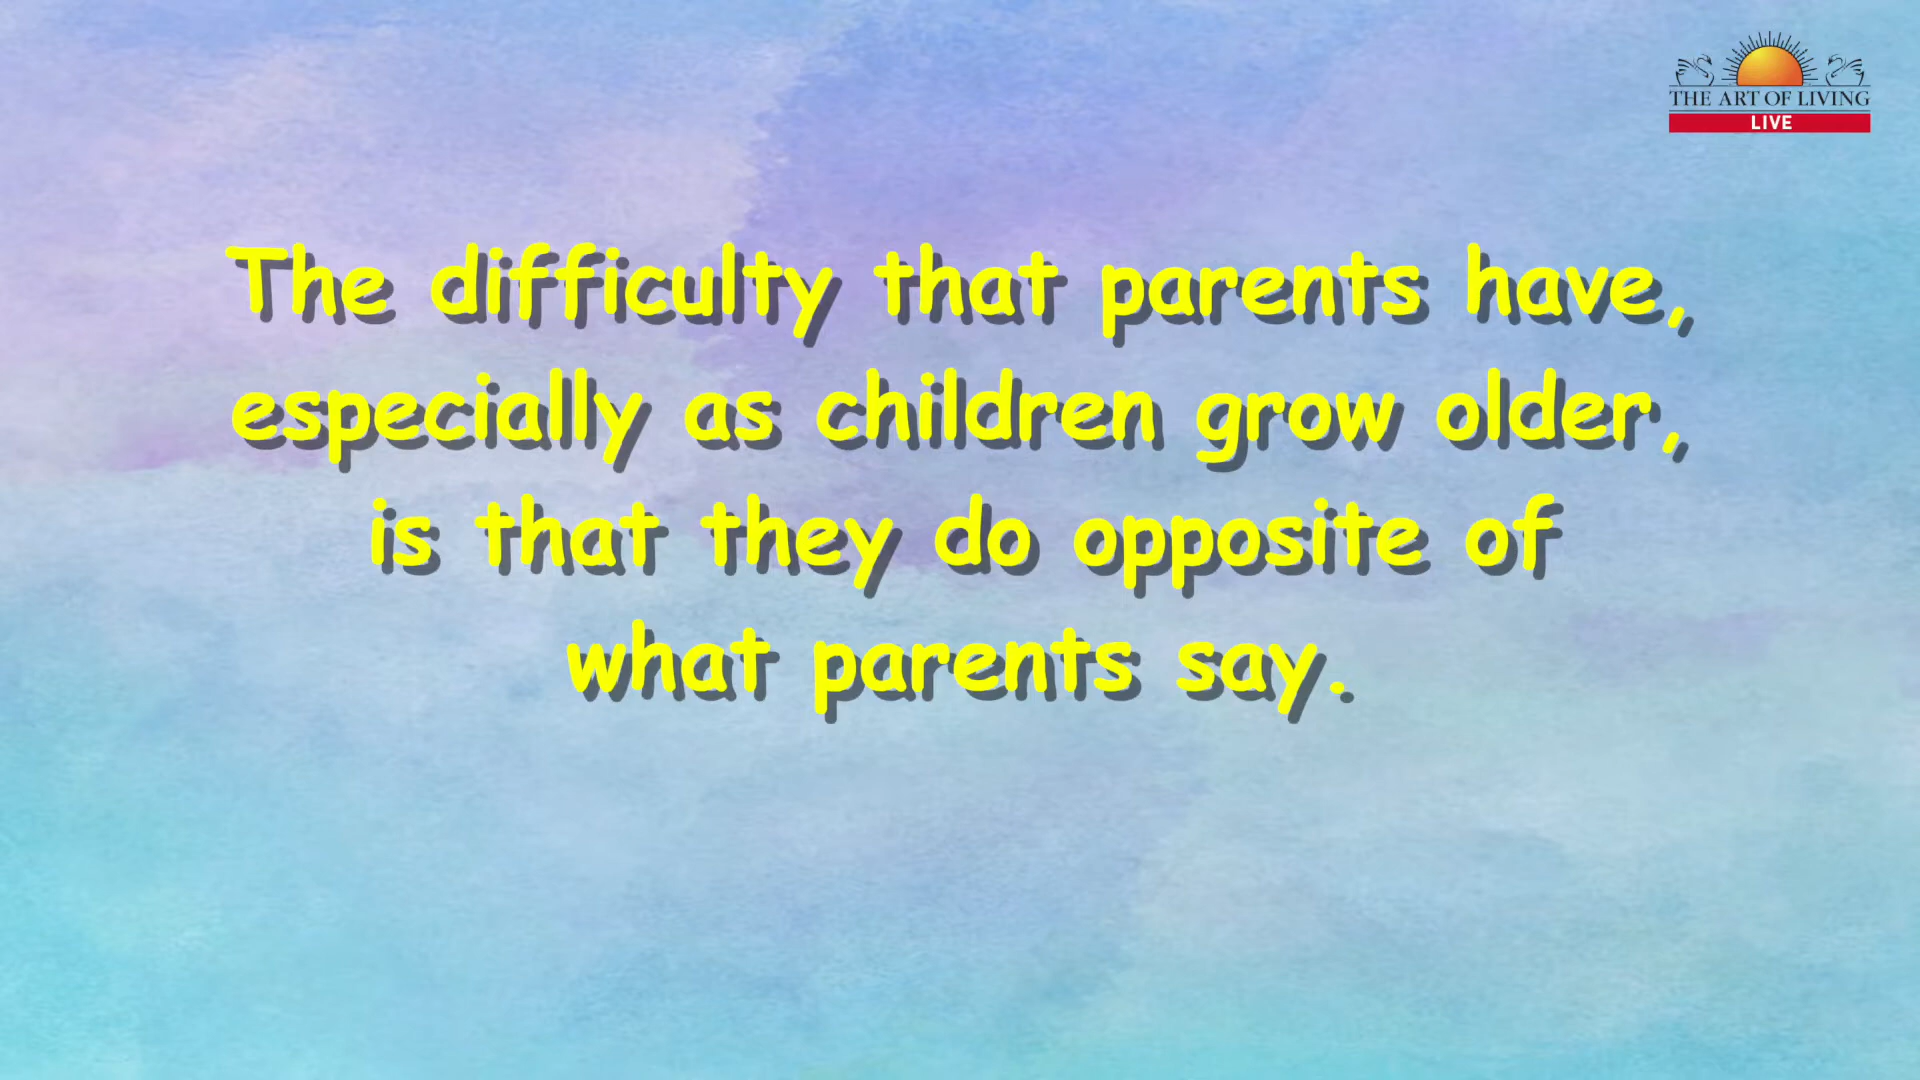 THE ART OF LIVING
LIVE
The difficulty that parents have,
especially as children grow older,
is that they do opposite of
what parents say.